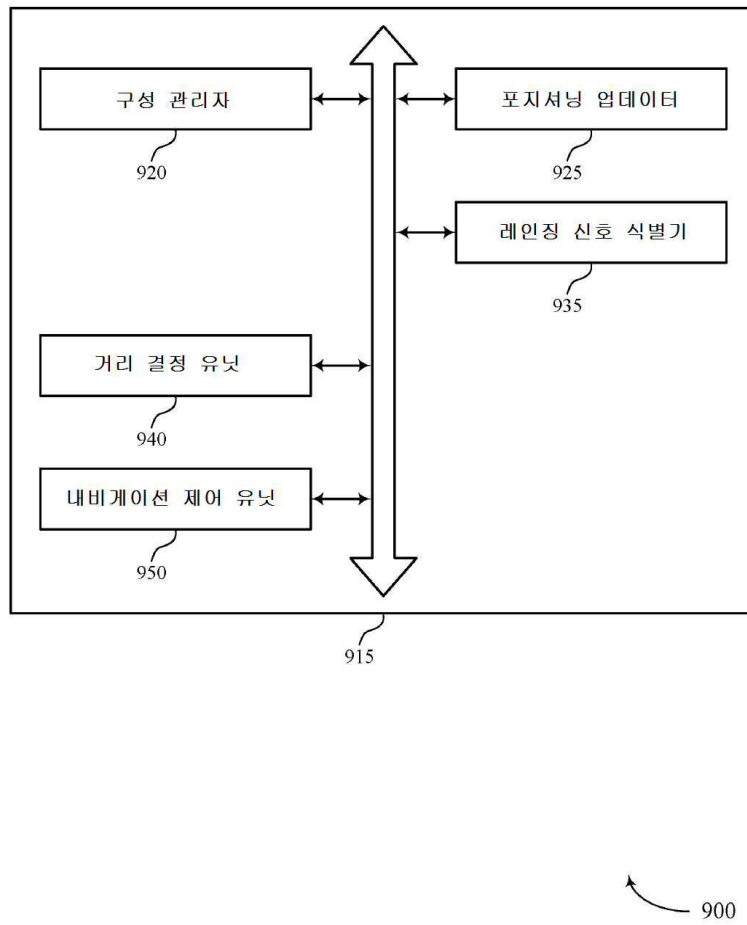 구성 관리자
920
포지셔닝 업데이터
925
레인징 신호 식별기
935
거리 결정 유닛
940
내비게이션 제어 유닛
950
915
900